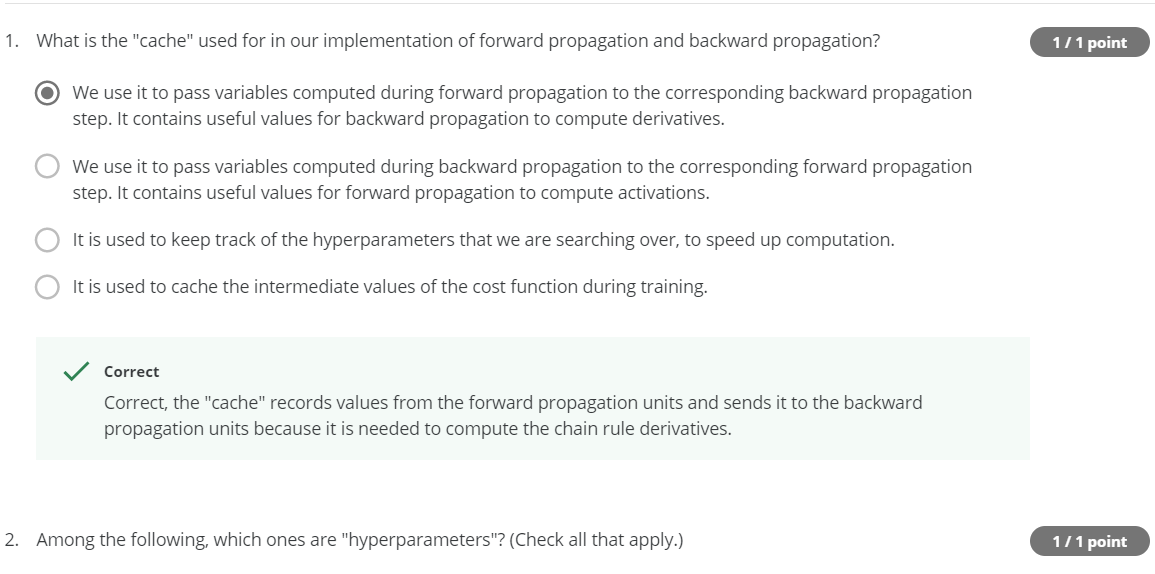 1. What is the "cache" used for in our implementation of forward propagation and backward propagation?
1 / 1 point
We use it to pass variables computed during forward propagation to the corresponding backward propagation
step. It contains useful values for backward propagation to compute derivatives.
We use it to pass variables computed during backward propagation to the corresponding forward propagation
step. It contains useful values for forward propagation to compute activations.
It is used to keep track of the hyperparameters that we are searching over, to speed up computation.
It is used to cache the intermediate values of the cost function during training.
Correct
Correct, the "cache" records values from the forward propagation units and sends it to the backward
propagation units because it is needed to compute the chain rule derivatives.
2. Among the following, which ones are "hyperparameters"? (Check all that apply.)
1 / 1 point